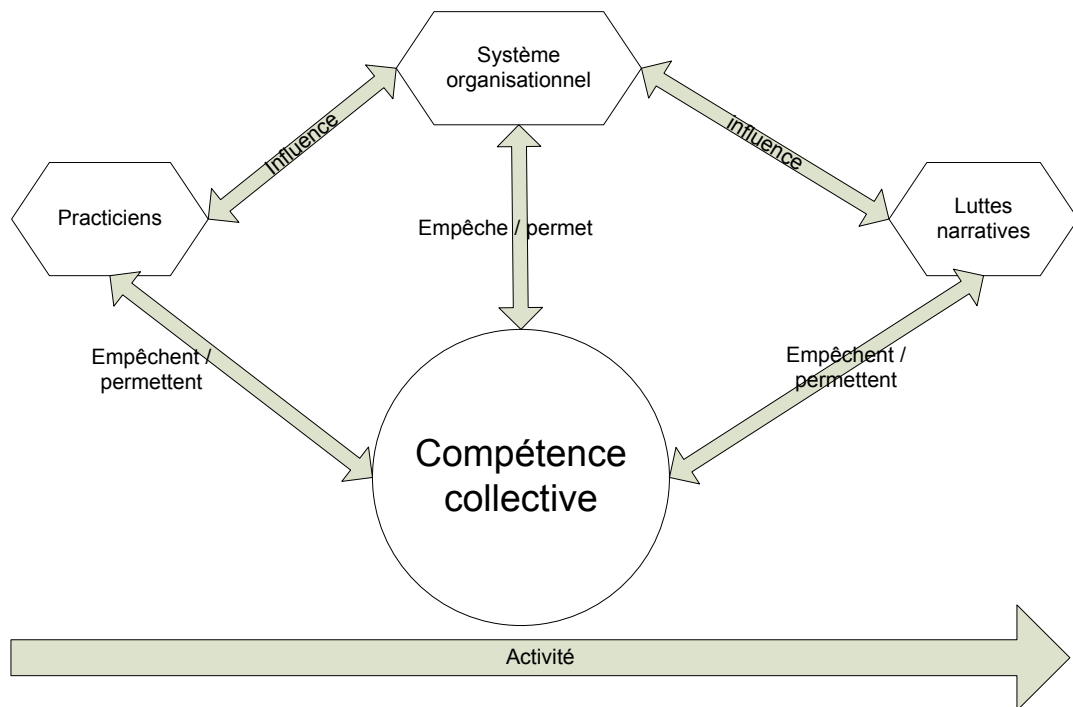 Système
organisationnel
Influence
influence
Practiciens
Luttes
narratives
Empêche / permet
Empêchent /
permettent
Empêchent /
permettent
Compétence
collective
Activité